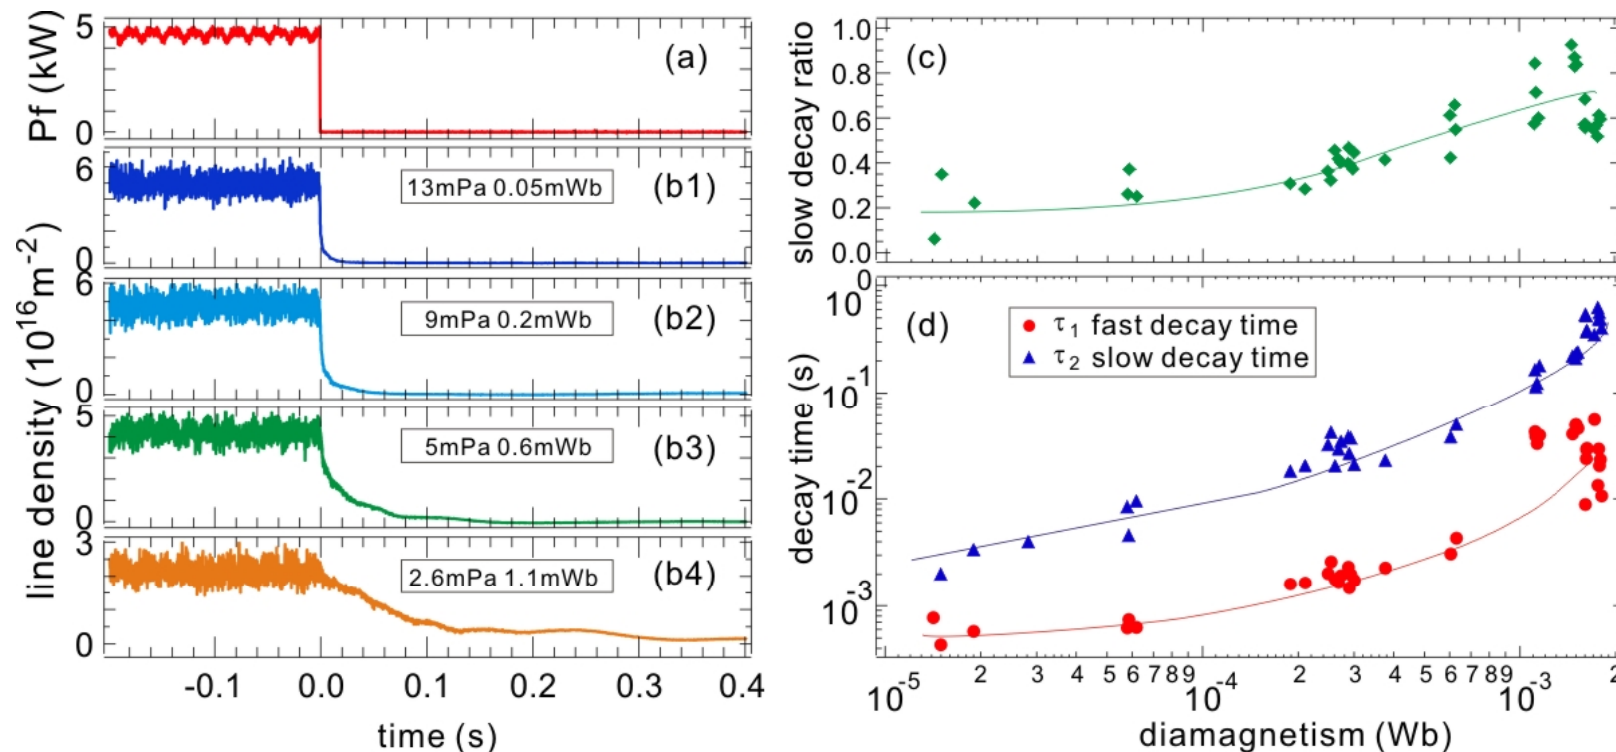 Pf (kW)
5
0
(a)
6
0
13mPa 0.05mWb
(b1)
line density (10^16 m^-2)
6
0
9mPa 0.2mWb
(b2)
5
0
5mPa 0.6mWb
(b3)
3
0
2.6mPa 1.1mWb
(b4)
-0.1 0.0 0.1 0.2 0.3 0.4
time (s)
slow decay ratio
1.0
0.8
0.6
0.4
0.2
0.0
(c)
decay time (s)
10^0
10^-1
10^-2
10^-3
(d)
τ1 fast decay time
τ2 slow decay time
10^-5 2 3 4 5 6 7 8 9 10^-4 2 3 4 5 6 7 8 9 10^-3 2
diamagnetism (Wb)